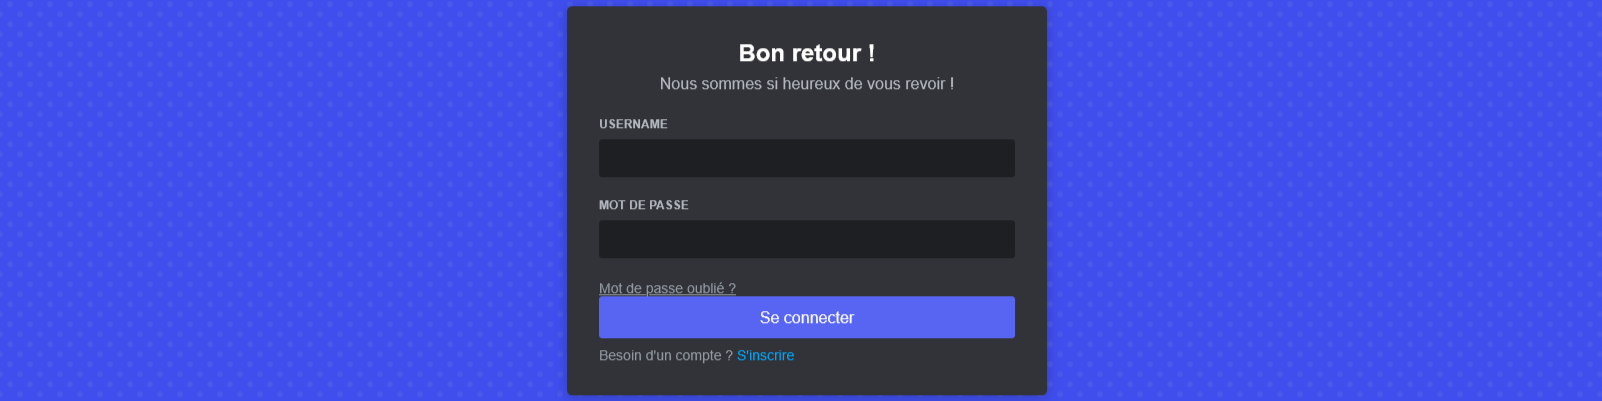 Bon retour !
Nous sommes si heureux de vous revoir !
USERNAME
MOT DE PASSE
Mot de passe oublié ?
Se connecter
Besoin d'un compte ? S'inscrire